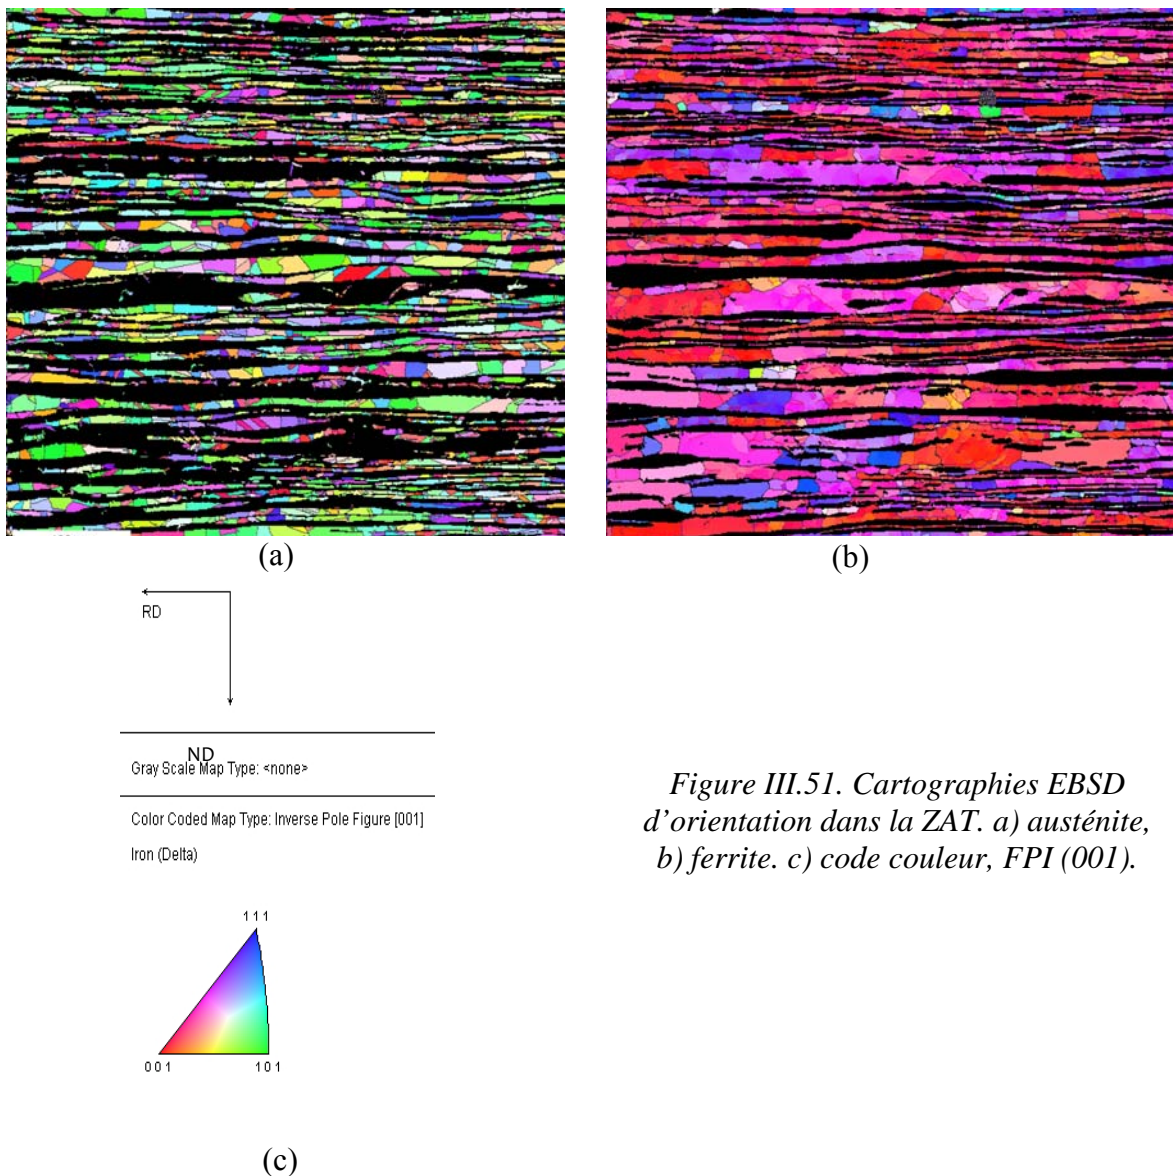 (a)
(b)
RD
ND
Gray Scale Map Type: <none>
Color Coded Map Type: Inverse Pole Figure [001]
Iron (Delta)
111
001
101
(c)
Figure III.51. Cartographies EBSD
d’orientation dans la ZAT. a) austénite,
b) ferrite. c) code couleur, FPI (001).